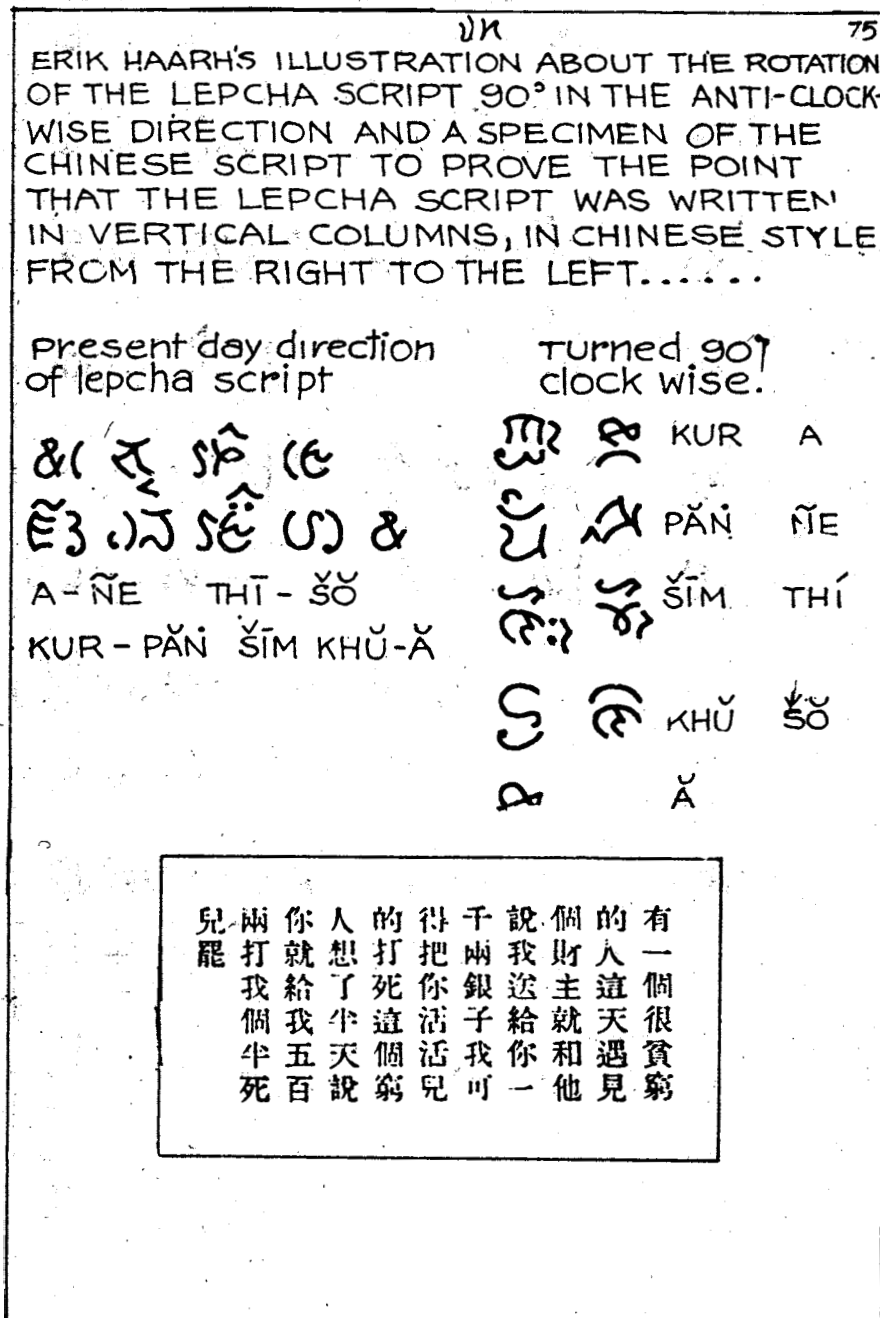 75
ERIK HAARH'S ILLUSTRATION ABOUT THE ROTATION
OF THE LEPCHA SCRIPT 90° IN THE ANTI-CLOCK-
WISE DIRECTION AND A SPECIMEN OF THE
CHINESE SCRIPT TO PROVE THE POINT
THAT THE LEPCHA SCRIPT WAS WRITTEN
IN VERTICAL COLUMNS, IN CHINESE STYLE
FROM THE RIGHT TO THE LEFT......
Present day direction
of lepcha script
A-ÑE THĪ-ŠŎ
KUR-PĂṄ ŠĪM KHŬ-Ă
Turned 90°
clock wise.
KUR A
PĂṄ ÑE
ŠĪM THÍ
KHŬ ŠŎ
Ă
有一個很貧窮
的人這天遇見
個財主就和他
說我送給你一
千兩銀子我可
得把你活活兒
的打死這個窮
人想了半天說
你就給我五百
兩打我個半死
兒罷